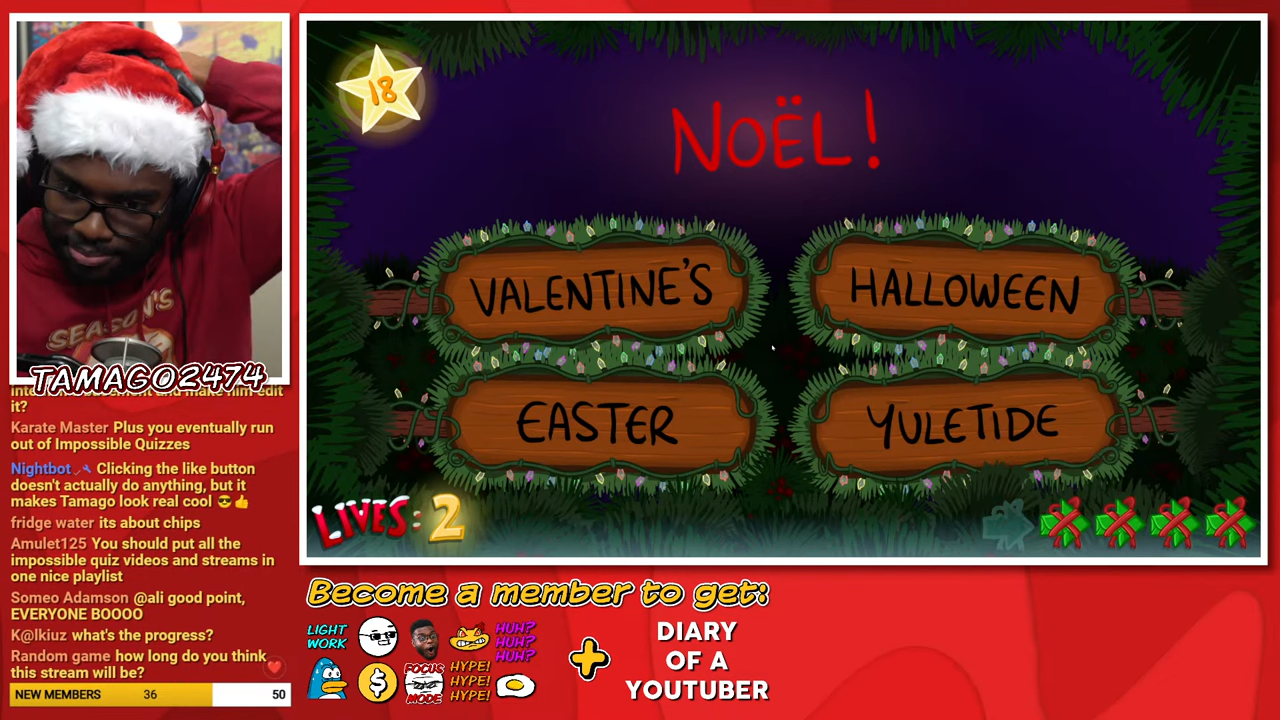 SEASON'S
TAMAGO2474
it?
Karate Master Plus you eventually run
out of Impossible Quizzes
Nightbot Clicking the like button
doesn't actually do anything, but it
makes Tamago look real cool 😎👍
fridge water its about chips
Amulet125 You should put all the
impossible quiz videos and streams in
one nice playlist
Someo Adamson @ali good point,
EVERYONE BOOOO
K@lkiuz what's the progress?
Random game how long do you think
this stream will be?
NEW MEMBERS 36 50
18
NOËL!
VALENTINE'S
HALLOWEEN
EASTER
YULETIDE
LIVES: 2
Become a member to get:
LIGHT
WORK
HUH?
HUH?
HUH?
$
FOCUS
MODE
HYPE!
HYPE!
HYPE!
+
DIARY
OF A
YOUTUBER